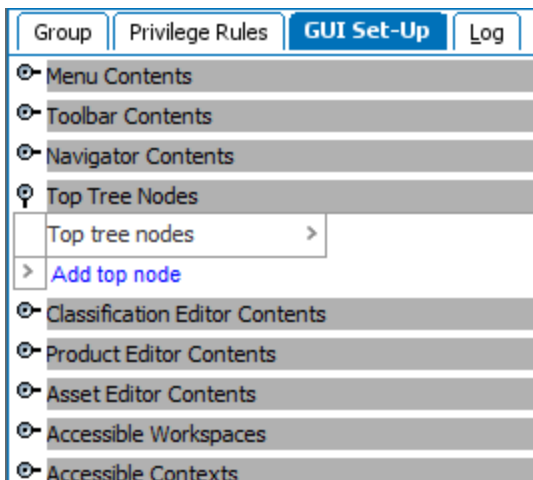 Group Privilege Rules GUI Set-Up Log
Menu Contents
Toolbar Contents
Navigator Contents
Top Tree Nodes
Top tree nodes >
> Add top node
Classification Editor Contents
Product Editor Contents
Asset Editor Contents
Accessible Workspaces
Accessible Contexts